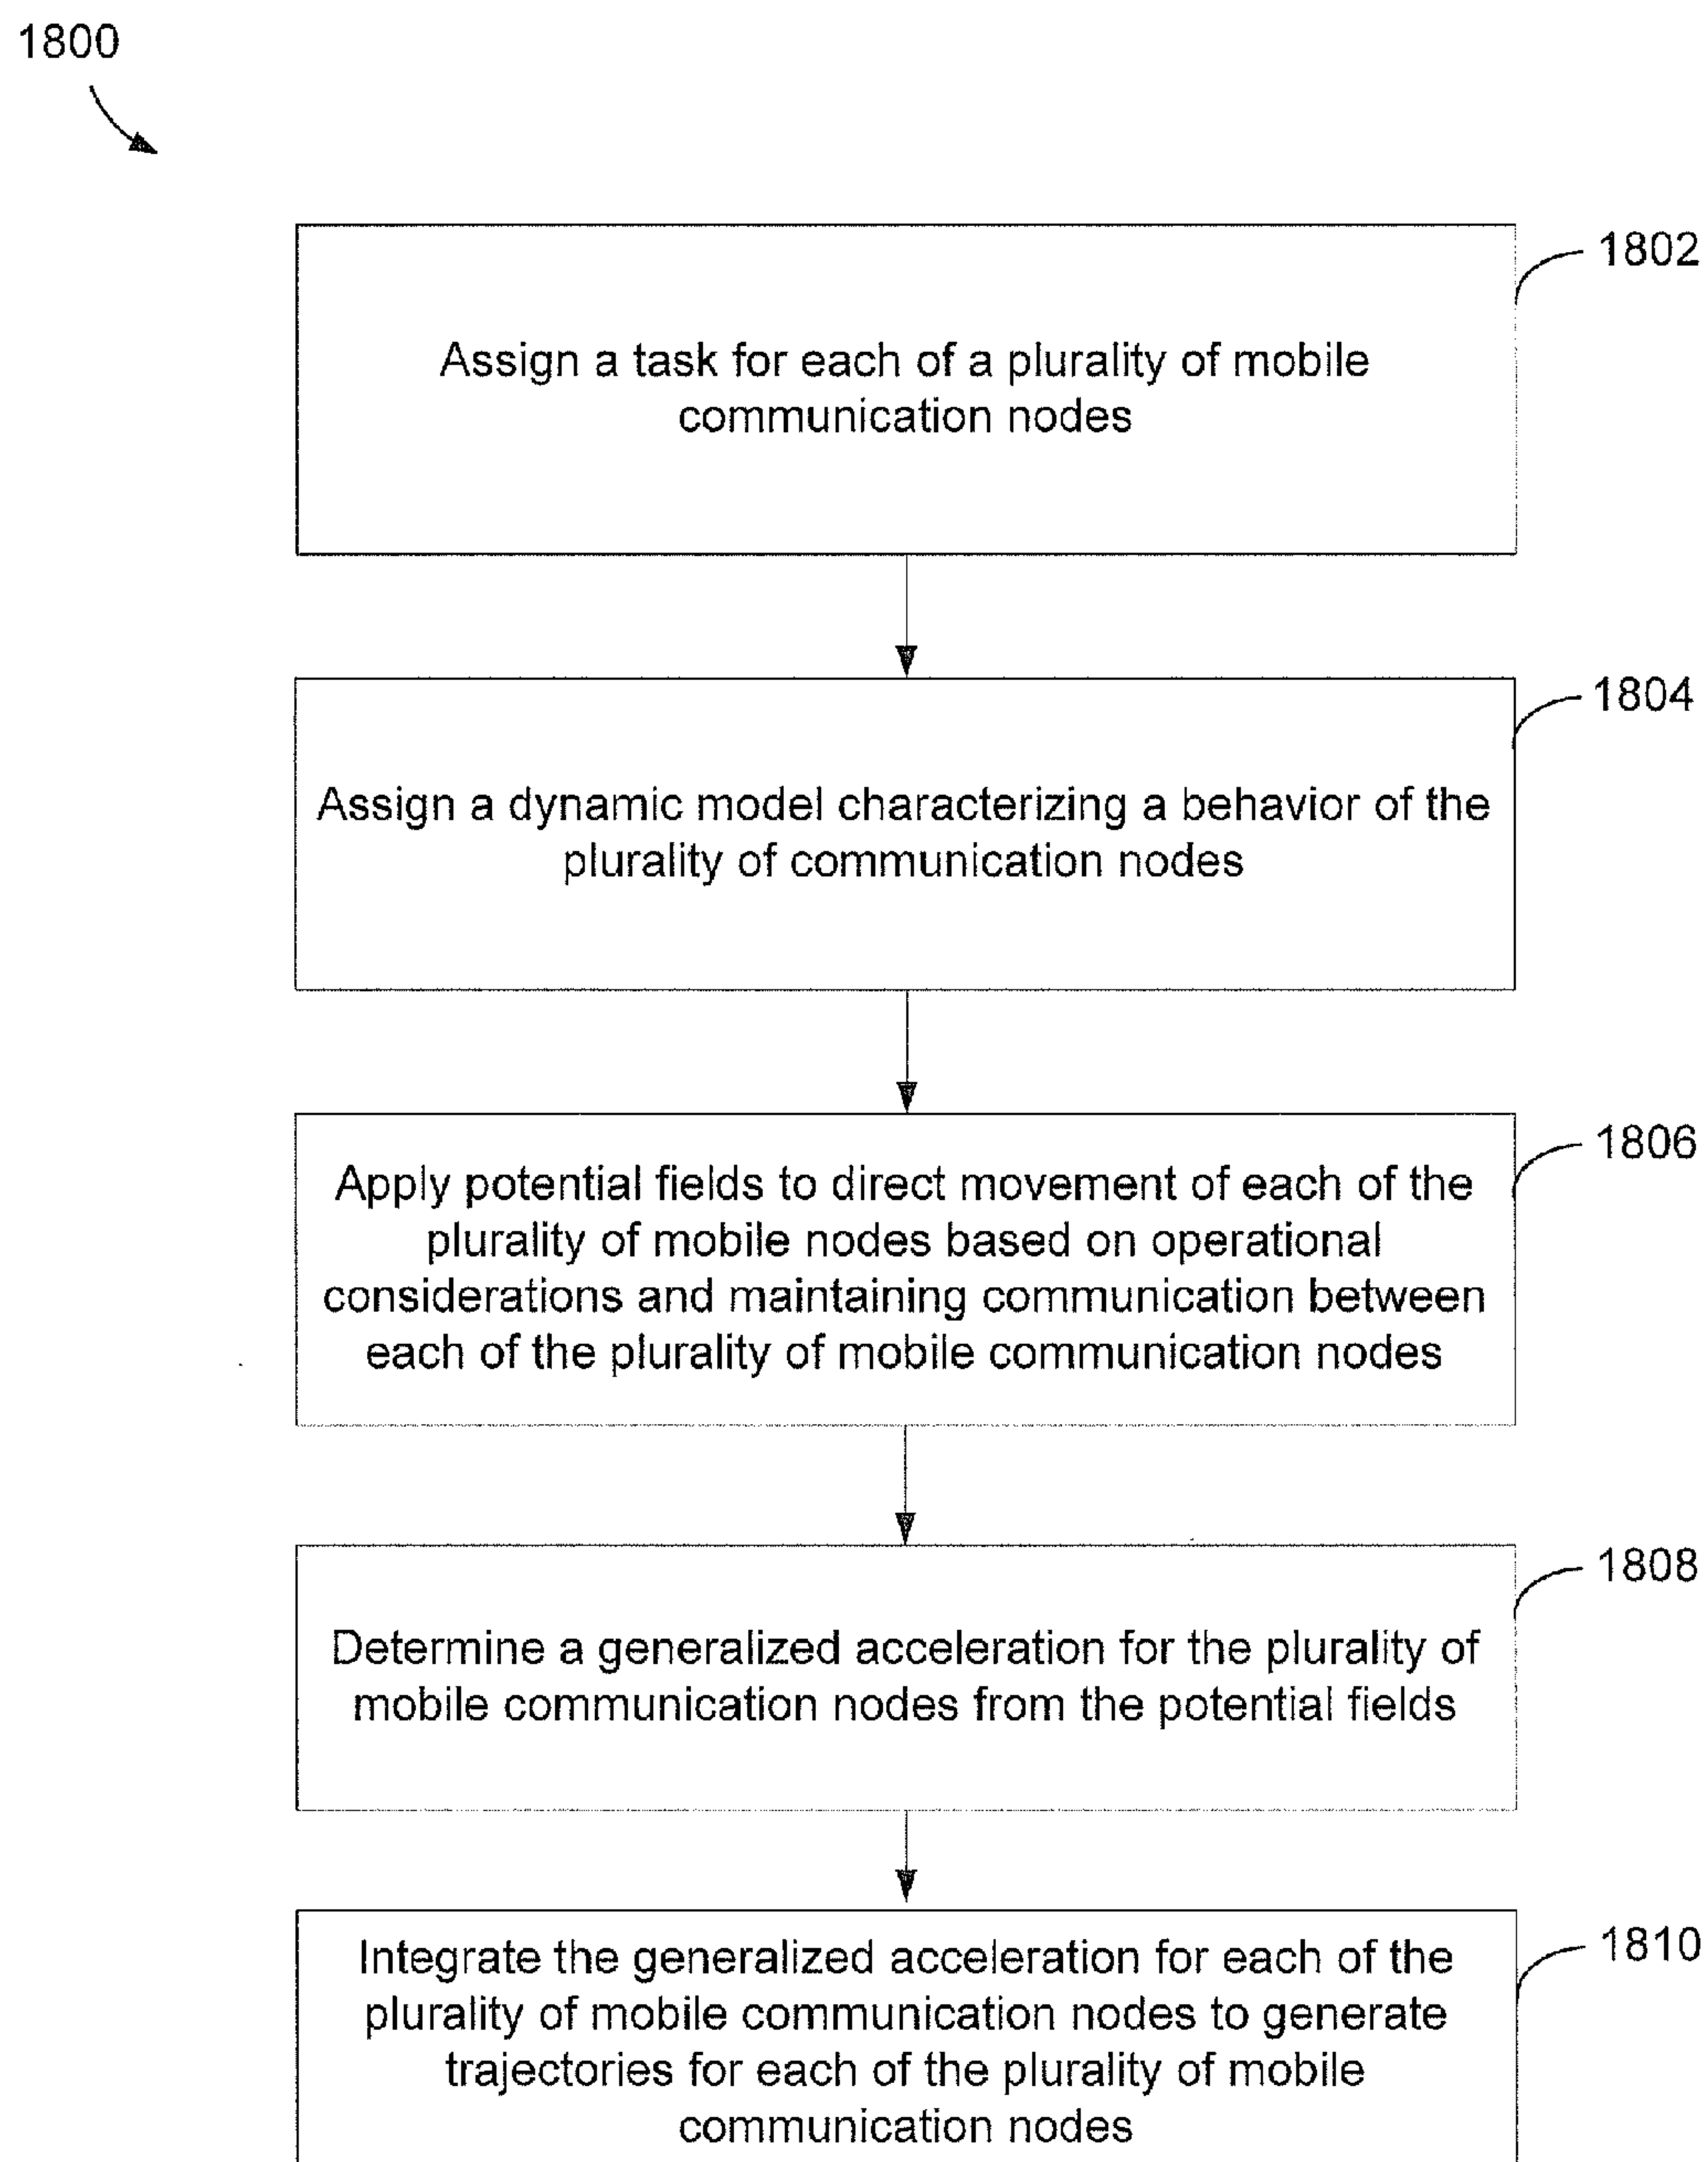 1800
1802
Assign a task for each of a plurality of mobile
communication nodes
1804
Assign a dynamic model characterizing a behavior of the
plurality of communication nodes
1806
Apply potential fields to direct movement of each of the
plurality of mobile nodes based on operational
considerations and maintaining communication between
each of the plurality of mobile communication nodes
1808
Determine a generalized acceleration for the plurality of
mobile communication nodes from the potential fields
1810
Integrate the generalized acceleration for each of the
plurality of mobile communication nodes to generate
trajectories for each of the plurality of mobile
communication nodes